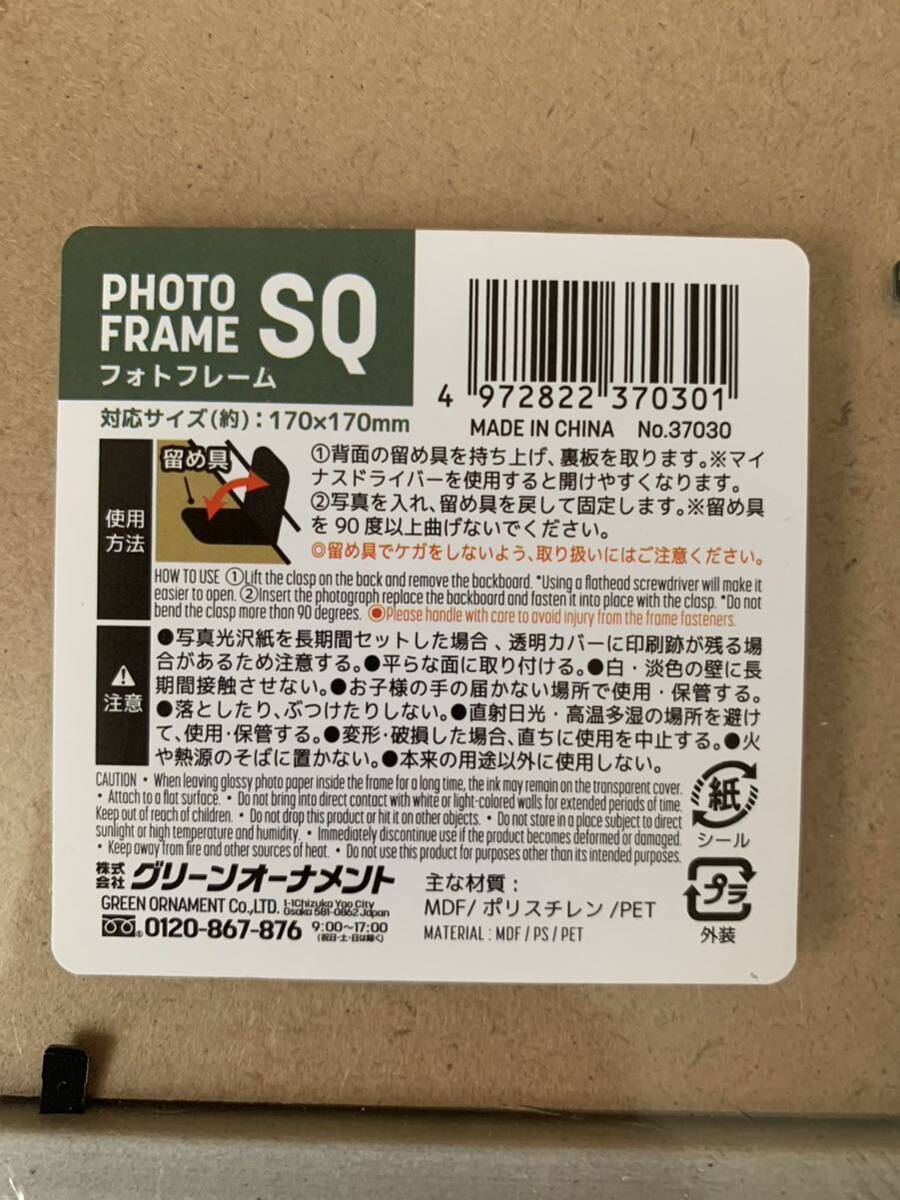 PHOTO
FRAME SQ
フォトフレーム
4 972822 370301
対応サイズ(約):170×170mm
MADE IN CHINA No.37030
使用
方法
留め具
①背面の留め具を持ち上げ、裏板を取ります。※マイ
ナスドライバーを使用すると開けやすくなります。
②写真を入れ、留め具を戻して固定します。※留め具
を90度以上曲げないでください。
◎留め具でケガをしないよう、取り扱いにはご注意ください。
HOW TO USE ①Lift the clasp on the back and remove the backboard. *Using a flathead screwdriver will make it
easier to open. ②Insert the photograph replace the backboard and fasten it into place with the clasp. *Do not
bend the clasp more than 90 degrees. ◉Please handle with care to avoid injury from the frame fasteners.
注意
●写真光沢紙を長期間セットした場合、透明カバーに印刷跡が残る場
合があるため注意する。●平らな面に取り付ける。●白・淡色の壁に長
期間接触させない。●お子様の手の届かない場所で使用・保管する。
●落としたり、ぶつけたりしない。●直射日光・高温多湿の場所を避け
て、使用・保管する。●変形・破損した場合、直ちに使用を中止する。●火
や熱源のそばに置かない。●本来の用途以外に使用しない。
CAUTION • When leaving glossy photo paper inside the frame for a long time, the ink may remain on the transparent cover.
• Attach to a flat surface. • Do not bring into direct contact with white or light-colored walls for extended periods of time.
Keep out of reach of children. • Do not drop this product or hit it on other objects. • Do not store in a place subject to direct
sunlight or high temperature and humidity. • Immediately discontinue use if the product becomes deformed or damaged.
• Keep away from fire and other sources of heat. • Do not use this product for purposes other than its intended purposes.
紙
シール
株式
会社 グリーンオーナメント
GREEN ORNAMENT Co.,LTD. 1-1Chizuka Yao City
Osaka 581-0862 Japan
0120-867-876 9:00〜17:00
(祝日・土・日は除く)
主な材質:
MDF/ポリスチレン/PET
MATERIAL : MDF / PS / PET
プラ
外装